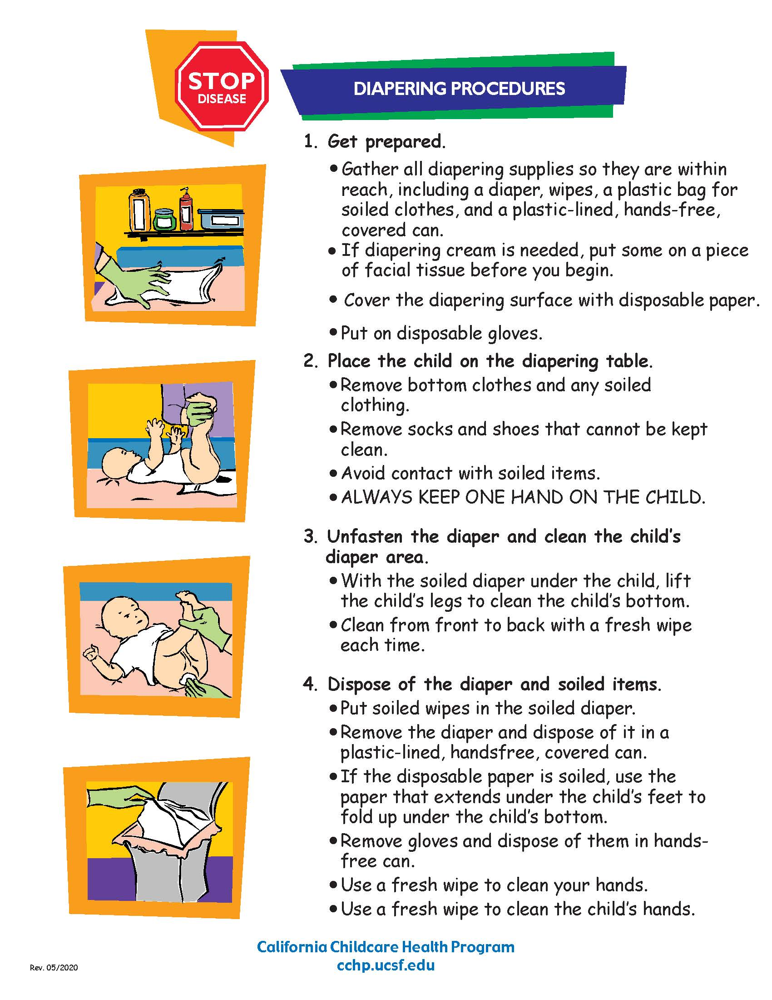 STOP
DISEASE
DIAPERING PROCEDURES
1. Get prepared.
• Gather all diapering supplies so they are within
reach, including a diaper, wipes, a plastic bag for
soiled clothes, and a plastic-lined, hands-free,
covered can.
• If diapering cream is needed, put some on a piece
of facial tissue before you begin.
• Cover the diapering surface with disposable paper.
• Put on disposable gloves.
2. Place the child on the diapering table.
• Remove bottom clothes and any soiled
clothing.
• Remove socks and shoes that cannot be kept
clean.
• Avoid contact with soiled items.
• ALWAYS KEEP ONE HAND ON THE CHILD.
3. Unfasten the diaper and clean the child's
diaper area.
• With the soiled diaper under the child, lift
the child's legs to clean the child's bottom.
• Clean from front to back with a fresh wipe
each time.
4. Dispose of the diaper and soiled items.
• Put soiled wipes in the soiled diaper.
• Remove the diaper and dispose of it in a
plastic-lined, handsfree, covered can.
• If the disposable paper is soiled, use the
paper that extends under the child's feet to
fold up under the child's bottom.
• Remove gloves and dispose of them in hands-
free can.
• Use a fresh wipe to clean your hands.
• Use a fresh wipe to clean the child's hands.
California Childcare Health Program
cchp.ucsf.edu
Rev. 05/2020